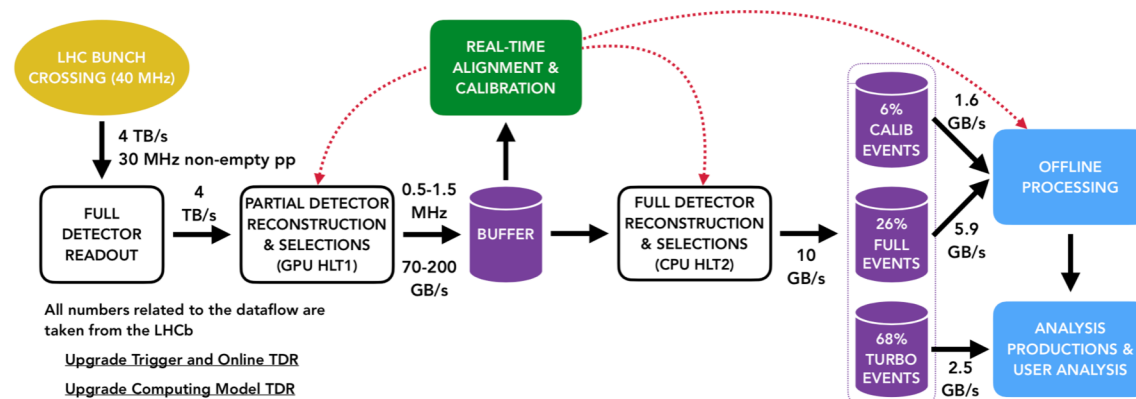 LHC BUNCH
CROSSING (40 MHz)
4 TB/s
30 MHz non-empty pp
FULL
DETECTOR
READOUT
4
TB/s
PARTIAL DETECTOR
RECONSTRUCTION
& SELECTIONS
(GPU HLT1)
0.5-1.5
MHz
70-200
GB/s
REAL-TIME
ALIGNMENT &
CALIBRATION
BUFFER
FULL DETECTOR
RECONSTRUCTION
& SELECTIONS
(CPU HLT2)
10
GB/s
6%
CALIB
EVENTS
1.6
GB/s
26%
FULL
EVENTS
5.9
GB/s
68%
TURBO
EVENTS
2.5
GB/s
OFFLINE
PROCESSING
ANALYSIS
PRODUCTIONS &
USER ANALYSIS
All numbers related to the dataflow are
taken from the LHCb
Upgrade Trigger and Online TDR
Upgrade Computing Model TDR